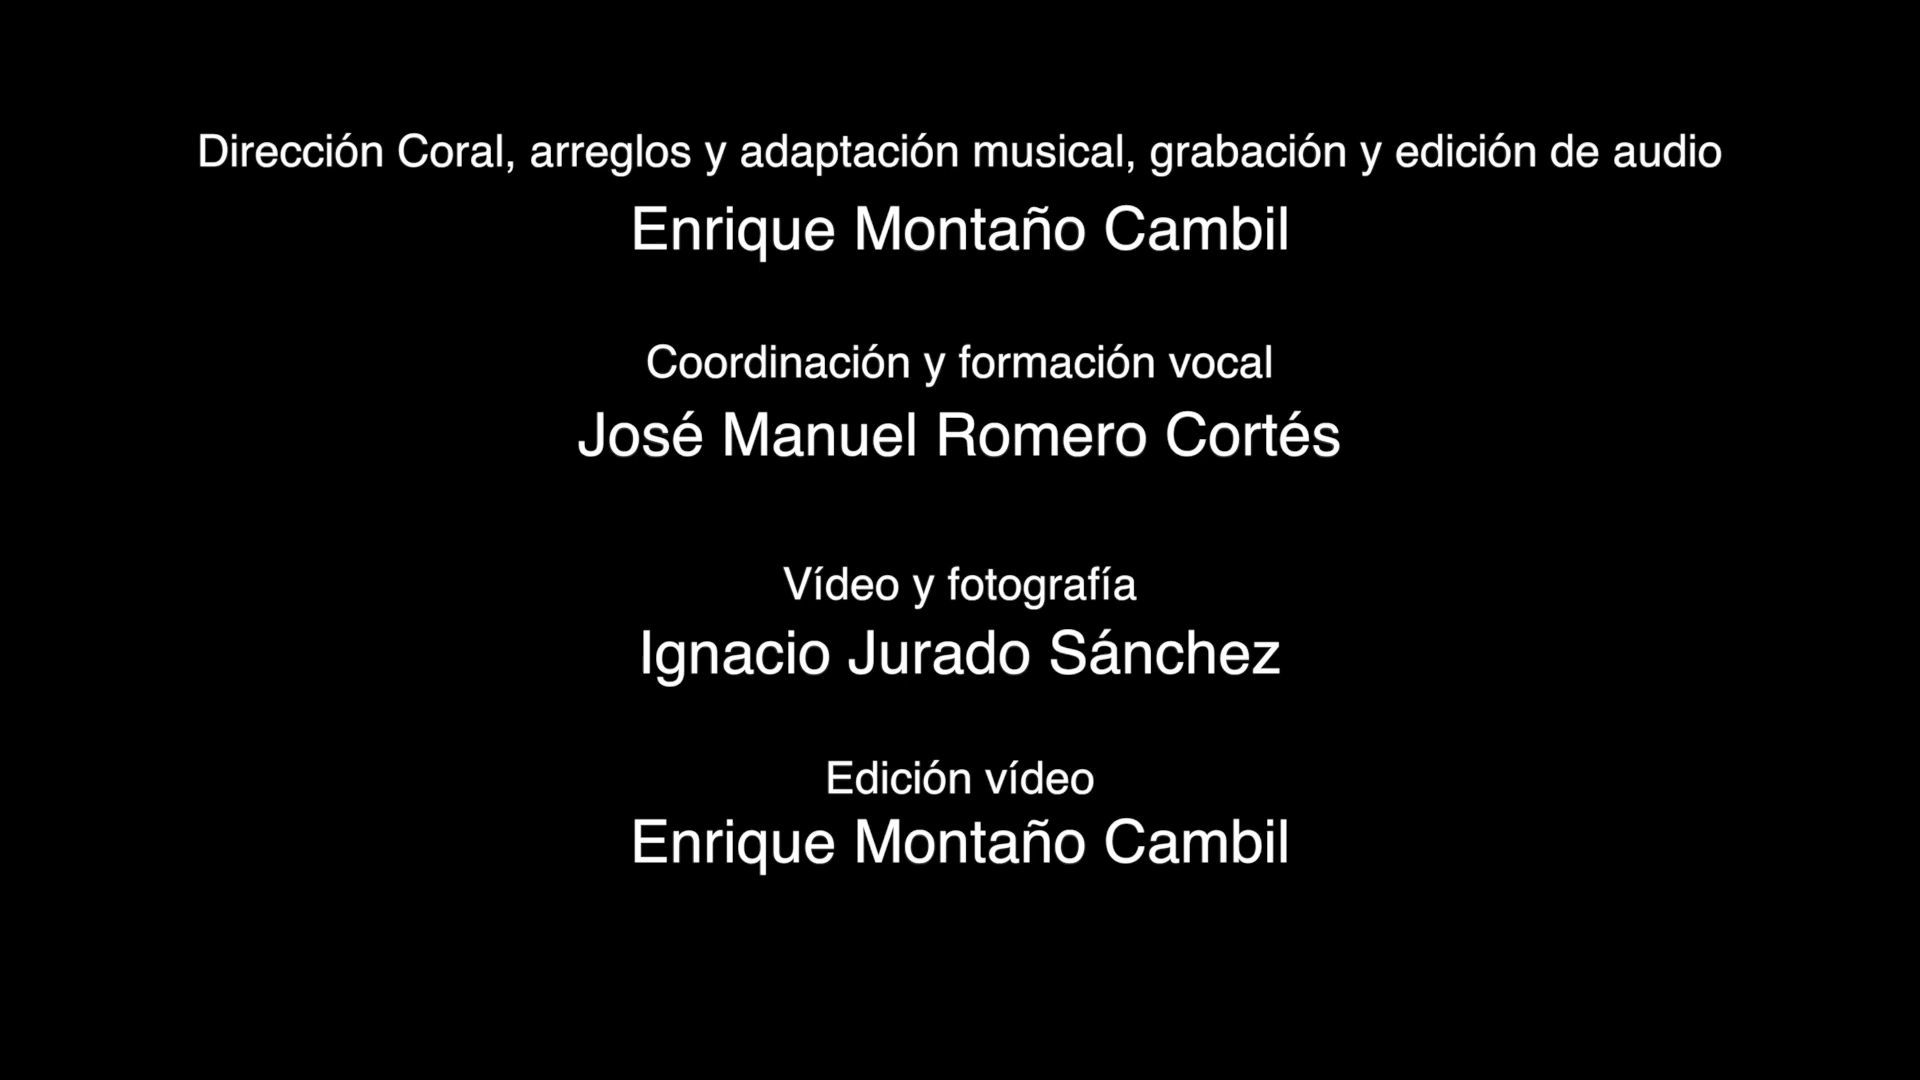 Dirección Coral, arreglos y adaptación musical, grabación y edición de audio
Enrique Montaño Cambil
Coordinación y formación vocal
José Manuel Romero Cortés
Vídeo y fotografía
Ignacio Jurado Sánchez
Edición vídeo
Enrique Montaño Cambil